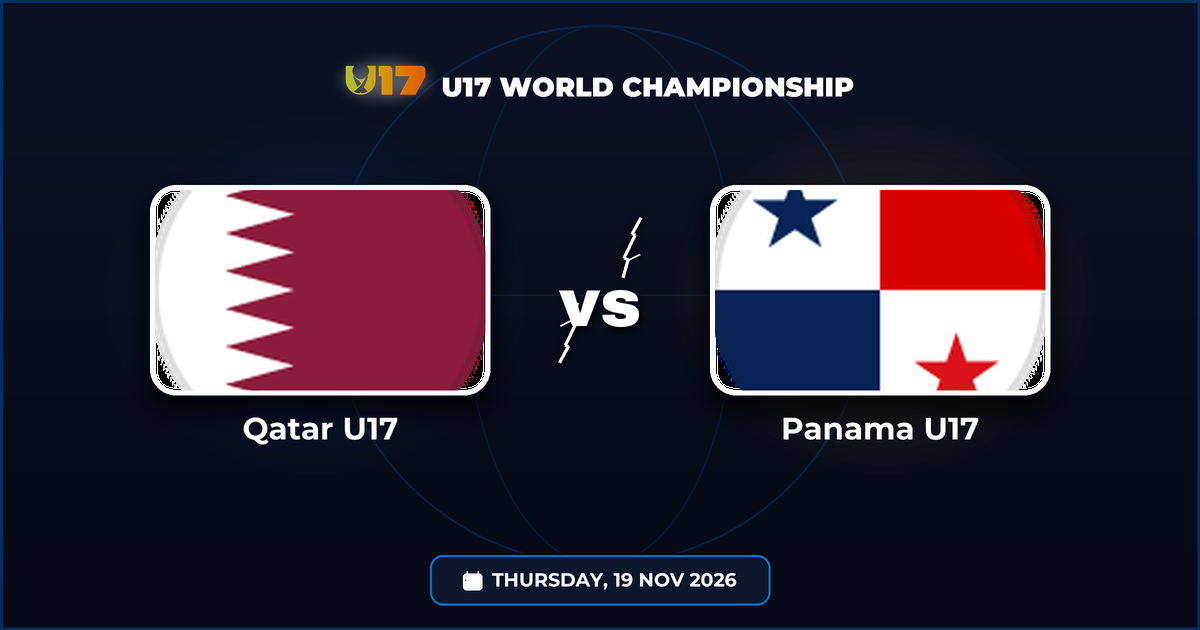 U17 U17 WORLD CHAMPIONSHIP
VS
Qatar U17
Panama U17
THURSDAY, 19 NOV 2026